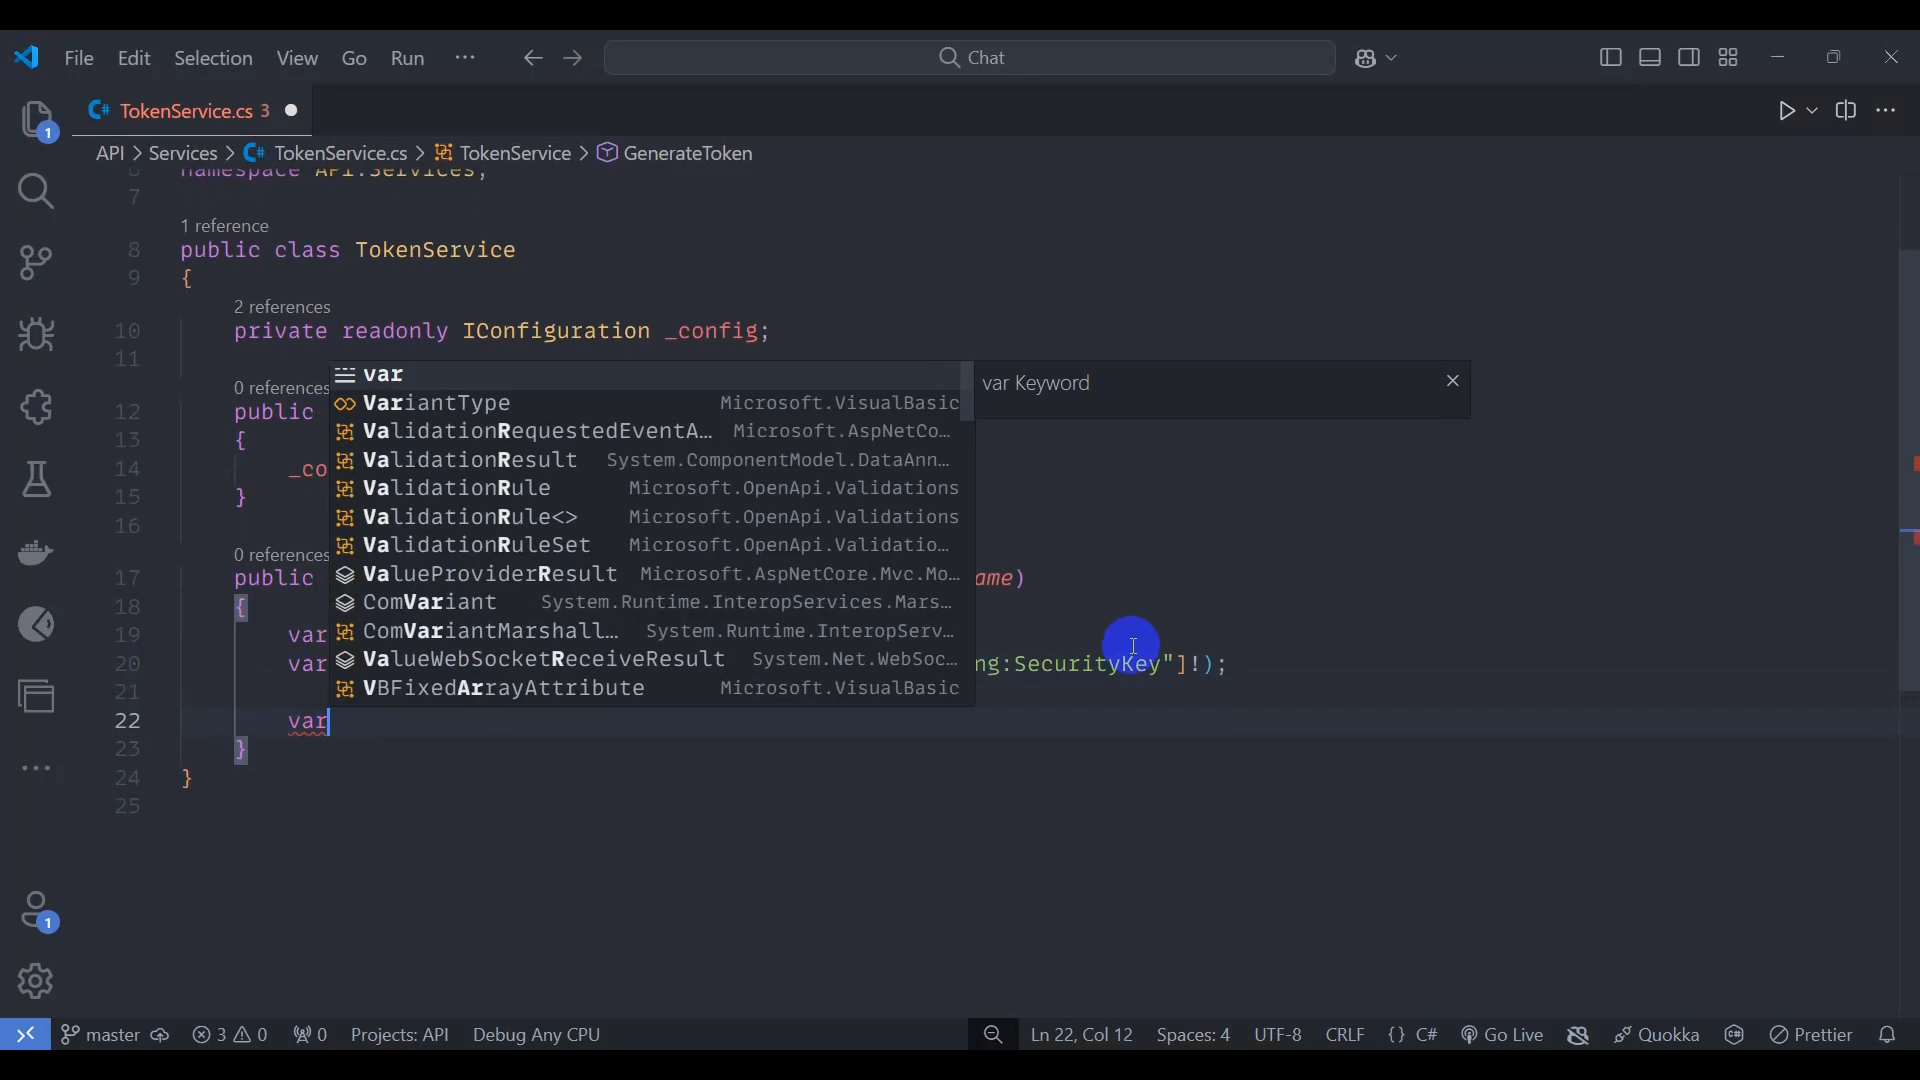 File Edit Selection View Go Run ... Chat
TokenService.cs 3
API > Services > TokenService.cs > TokenService > GenerateToken
6 namespace API.Services;
7
1 reference
8 public class TokenService
9 {
2 references
10 private readonly IConfiguration _config;
11
0 references
12 public
13 {
14 _co
15 }
16
0 references
17 public ame)
18 {
19 var
20 var ng:SecurityKey"]!);
21
22 var
23 }
24 }
25
var
VariantType Microsoft.VisualBasic
ValidationRequestedEventA... Microsoft.AspNetCo...
ValidationResult System.ComponentModel.DataAnn...
ValidationRule Microsoft.OpenApi.Validations
ValidationRule<> Microsoft.OpenApi.Validations
ValidationRuleSet Microsoft.OpenApi.Validatio...
ValueProviderResult Microsoft.AspNetCore.Mvc.Mo...
ComVariant System.Runtime.InteropServices.Mars...
ComVariantMarshall... System.Runtime.InteropServ...
ValueWebSocketReceiveResult System.Net.WebSoc...
VBFixedArrayAttribute Microsoft.VisualBasic
var Keyword
1
1
master 3 0 0 Projects: API Debug Any CPU Ln 22, Col 12 Spaces: 4 UTF-8 CRLF {} C# Go Live Quokka Prettier